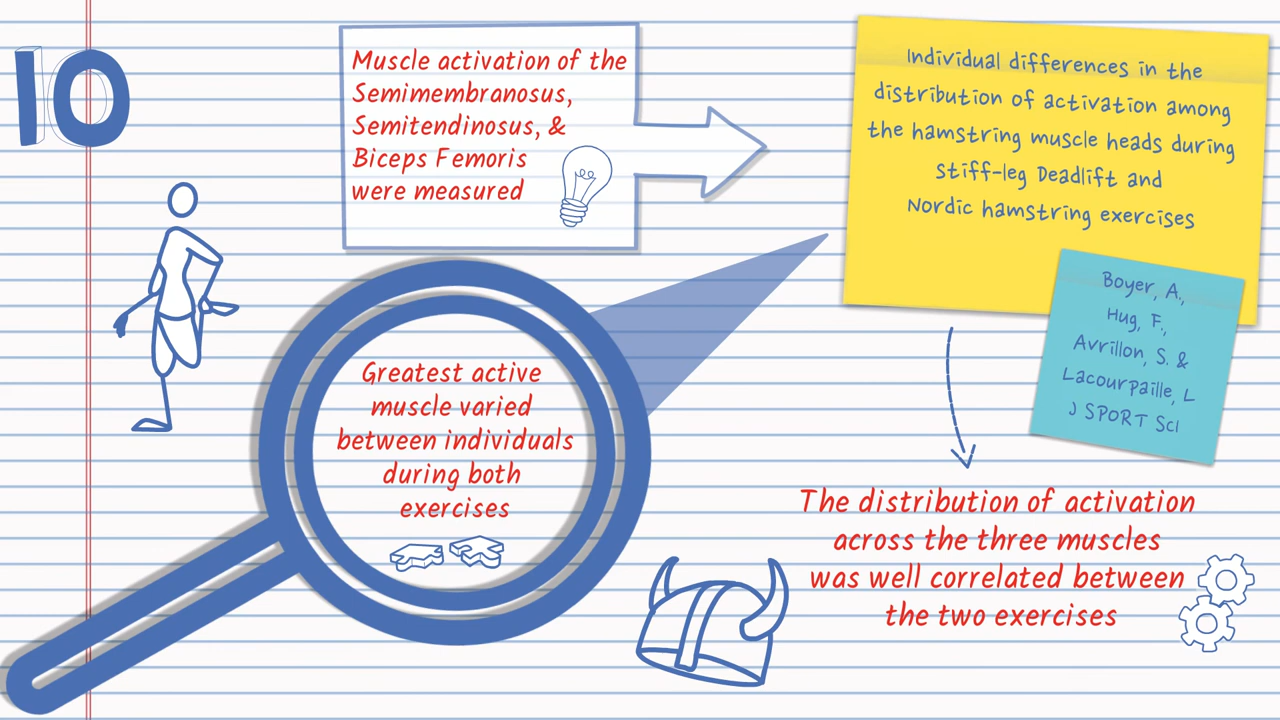 10
Muscle activation of the
Semimembranosus,
Semitendinosus, &
Biceps Femoris
were measured
Individual differences in the
distribution of activation among
the hamstring muscle heads during
stiff-leg Deadlift and
Nordic hamstring exercises
Boyer, A.,
Hug, F.,
Avrillon, S. &
Lacourpaille, L
J SPORT SCI
Greatest active
muscle varied
between individuals
during both
exercises
The distribution of activation
across the three muscles
was well correlated between
the two exercises